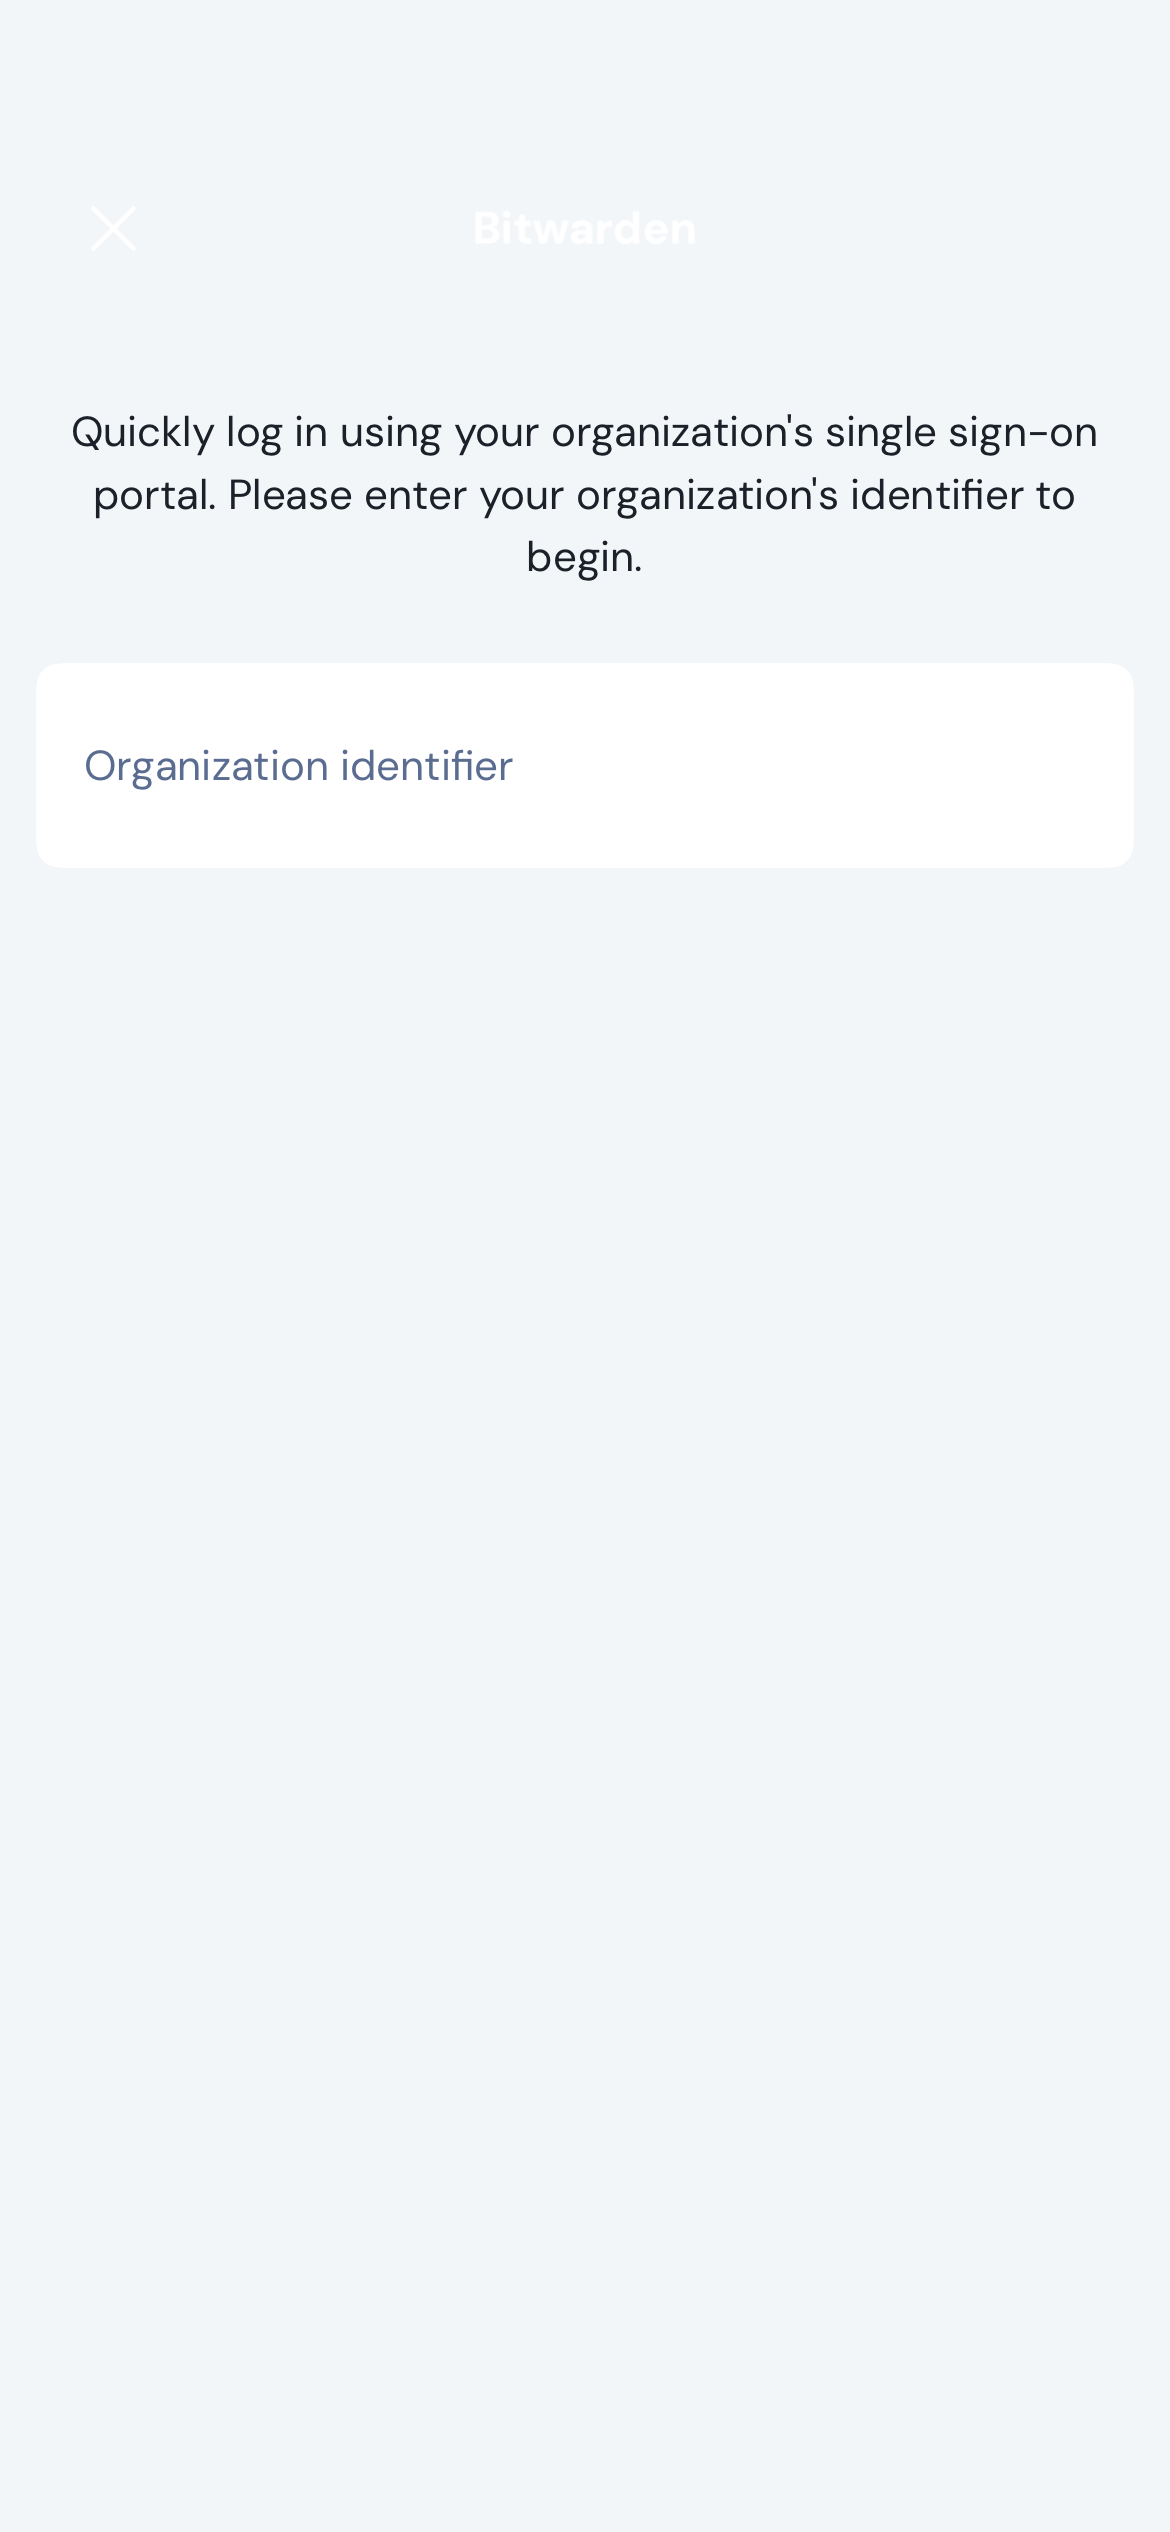 Bitwarden
Quickly log in using your organization's single sign-on
portal. Please enter your organization's identifier to
begin.
Organization identifier